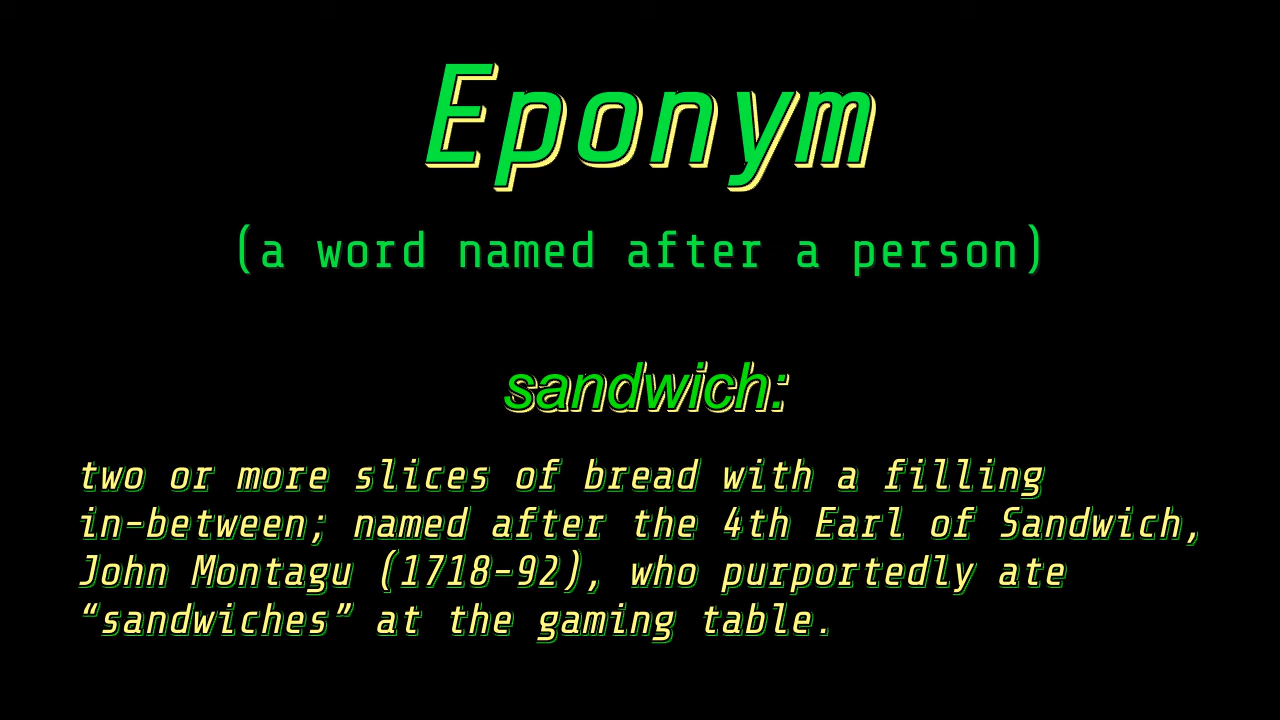 Eponym
(a word named after a person)
sandwich:
two or more slices of bread with a filling
in-between; named after the 4th Earl of Sandwich,
John Montagu (1718-92), who purportedly ate
“sandwiches” at the gaming table.